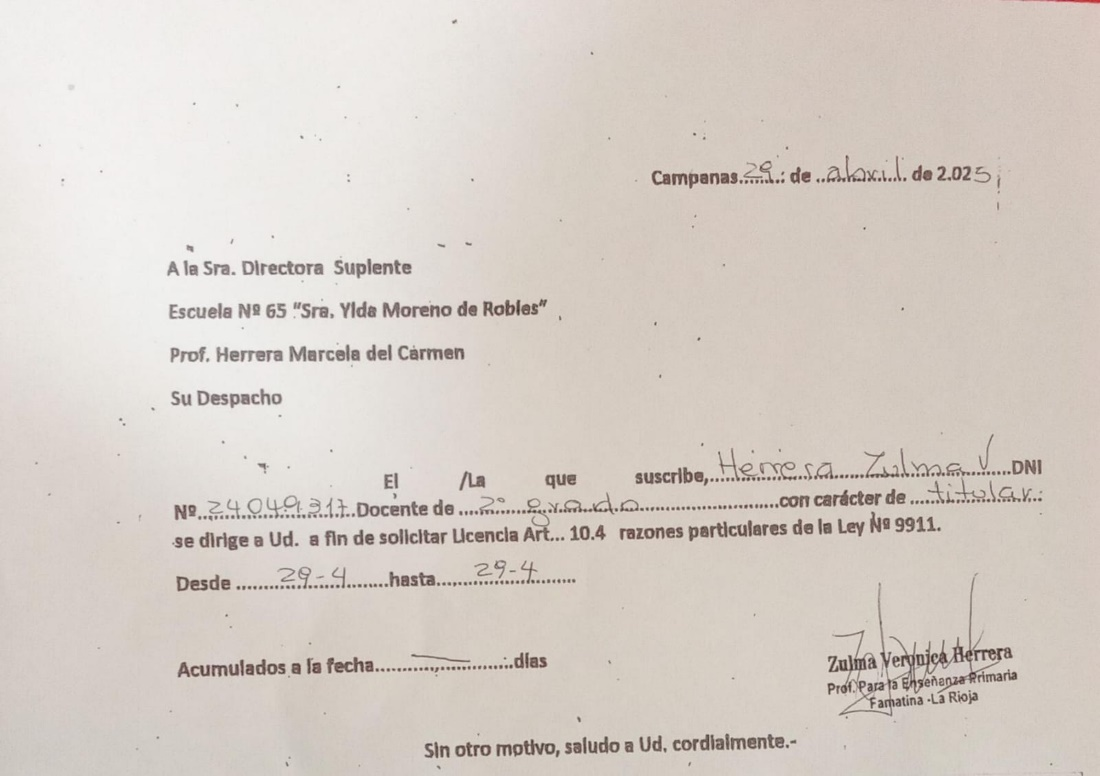 Campanas..29..: de ..abril. de 2.025
A la Sra. Directora Suplente
Escuela Nº 65 "Sra. Ylda Moreno de Robles"
Prof. Herrera Marcela del Carmen
Su Despacho
El /La que suscribe,..Herrera....Zulma V.....DNI
Nº..24049317..Docente de ....2º grado........................con carácter de ...titular..:
se dirige a Ud. a fin de solicitar Licencia Art... 10.4 razones particulares de la Ley Nº 9911.
Desde ........29-4.......hasta.......29-4............
Acumulados a la fecha........—........días
Zulma Veronica Herrera
Prof. Para la Enseñanza Primaria
Famatina -La Rioja
Sin otro motivo, saludo a Ud. cordialmente.-